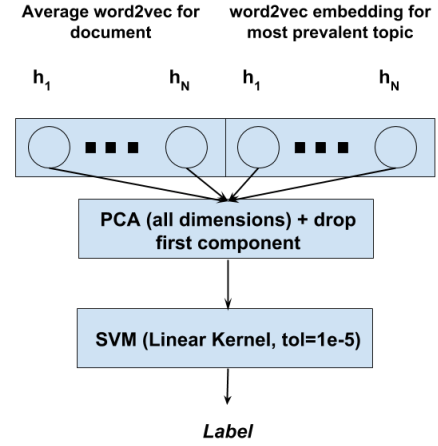 Average word2vec for
document
word2vec embedding for
most prevalent topic
h1 hN h1 hN
PCA (all dimensions) + drop
first component
SVM (Linear Kernel, tol=1e-5)
Label